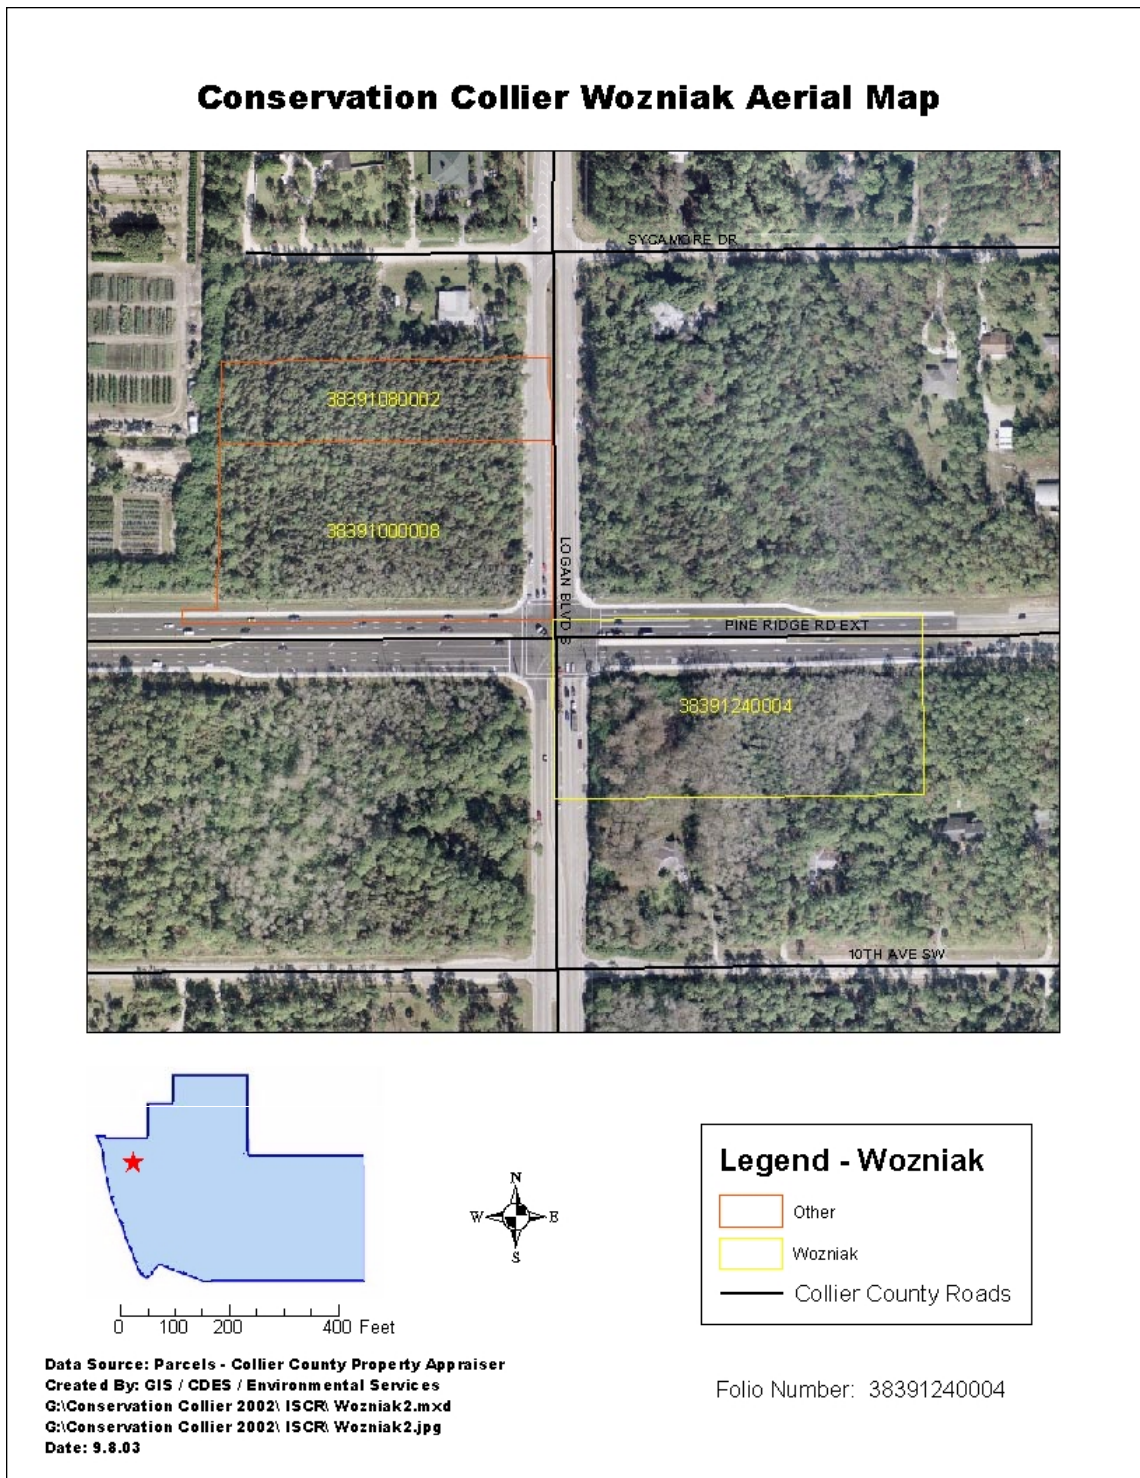 Conservation Collier Wozniak Aerial Map
SYCAMORE DR
38391080002
38391000008
LOGAN BLVD S
PINE RIDGE RD EXT
38391240004
10TH AVE SW
N
W E
S
Legend - Wozniak
Other
Wozniak
Collier County Roads
0 100 200 400 Feet
Data Source: Parcels - Collier County Property Appraiser
Created By: GIS / CDES / Environmental Services
G:\Conservation Collier 2002\ ISCR\ Wozniak2.mxd
G:\Conservation Collier 2002\ ISCR\ Wozniak2.jpg
Date: 9.8.03
Folio Number: 38391240004